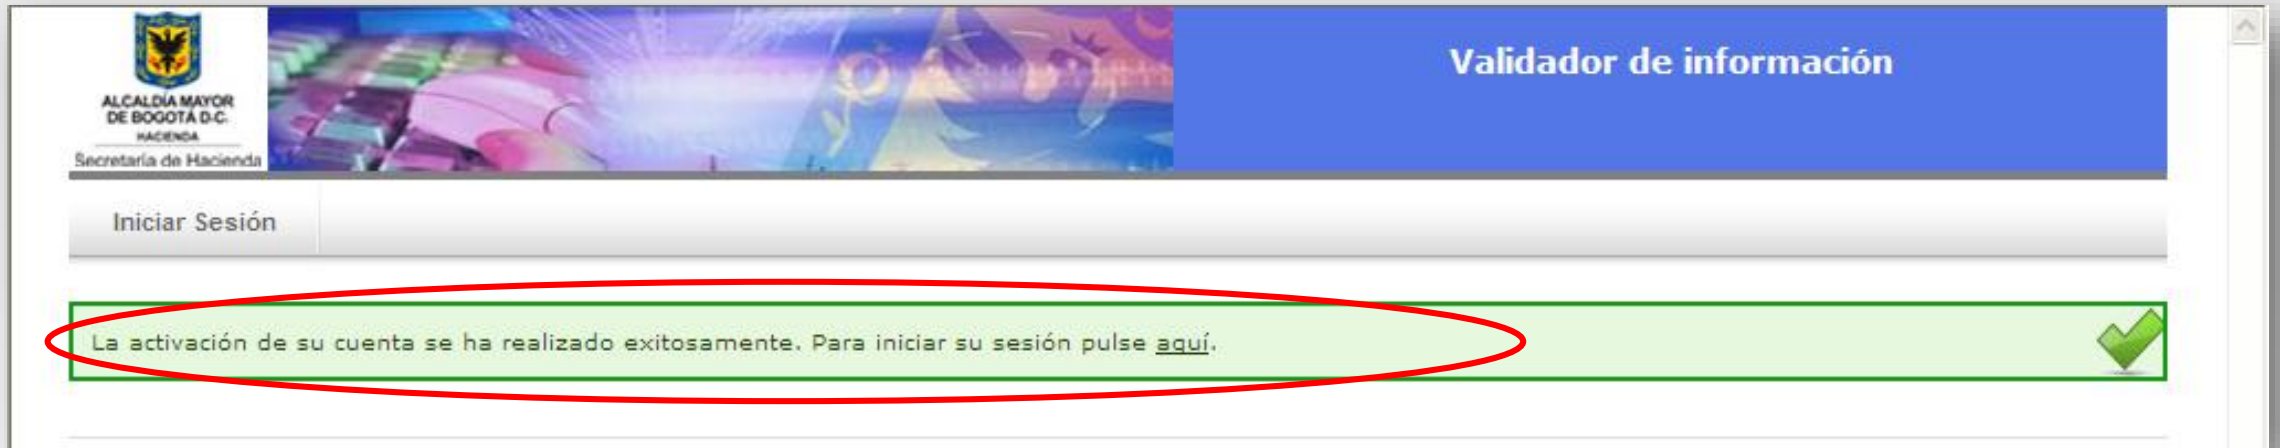 ALCALDÍA MAYOR
DE BOGOTÁ D.C.
HACIENDA
Secretaría de Hacienda
Validador de información
Iniciar Sesión
La activación de su cuenta se ha realizado exitosamente. Para iniciar su sesión pulse aquí.